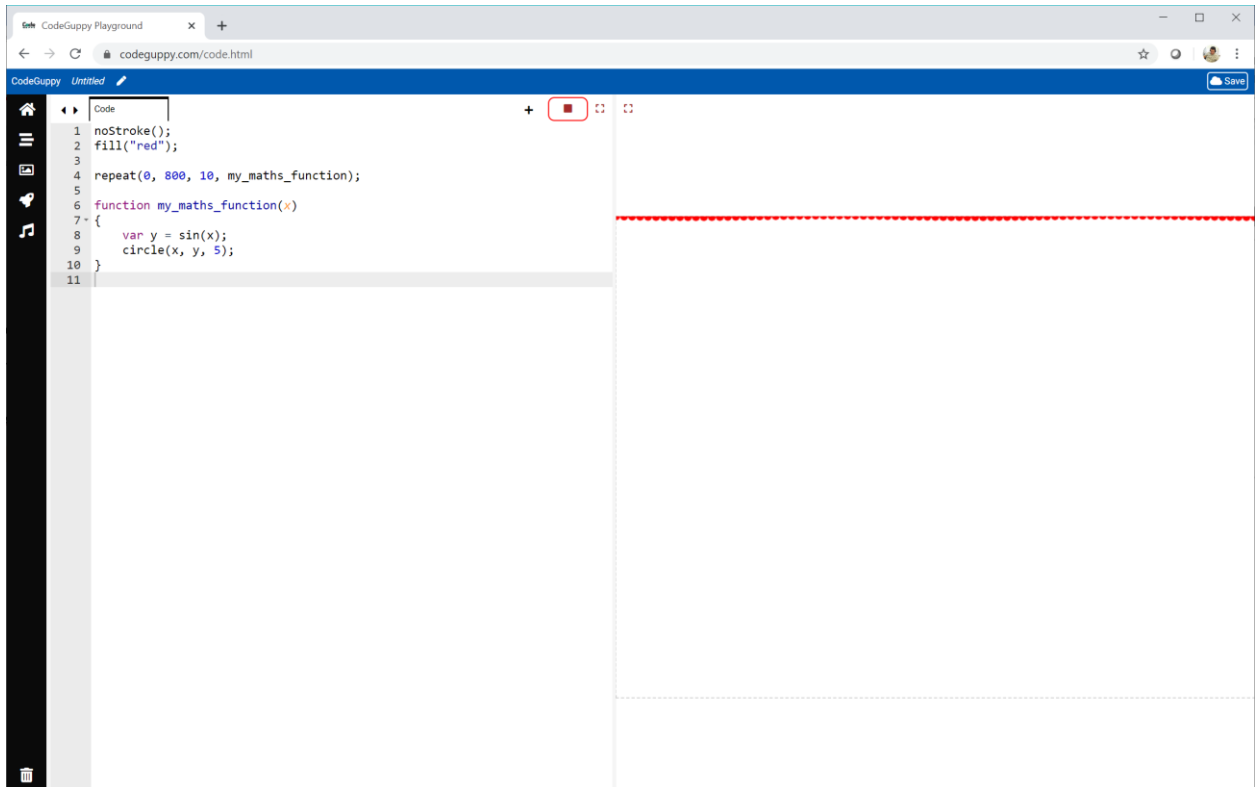 Code CodeGuppy Playground
codeguppy.com/code.html
CodeGuppy Untitled Save
Code
1 noStroke();
2 fill("red");
3
4 repeat(0, 800, 10, my_maths_function);
5
6 function my_maths_function(x)
7 {
8 var y = sin(x);
9 circle(x, y, 5);
10 }
11